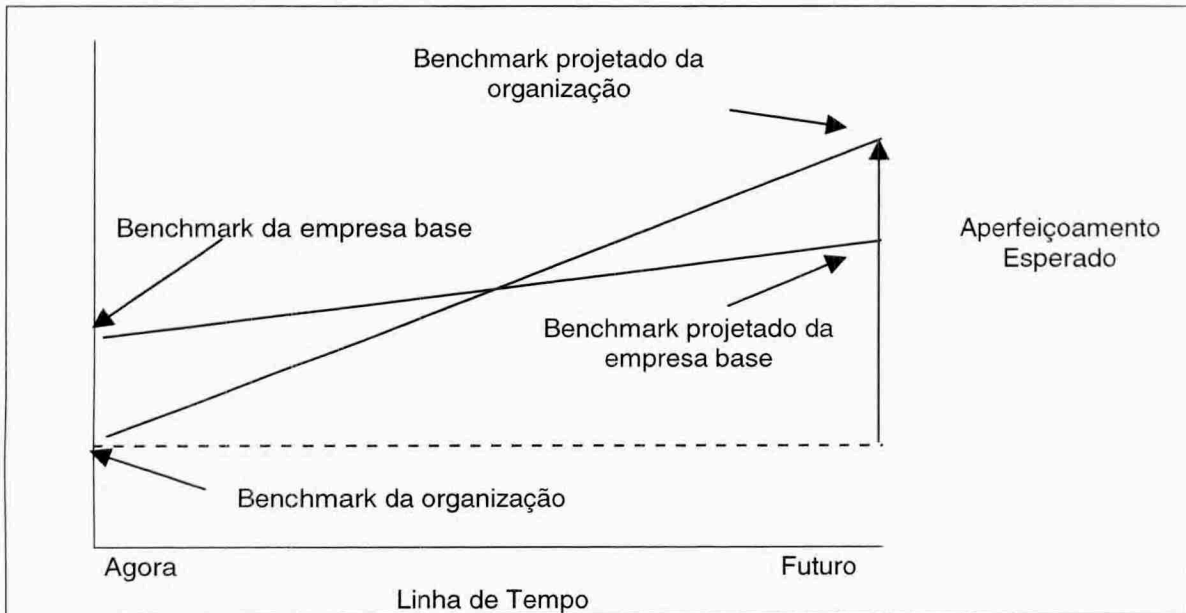 Benchmark projetado da
organização
Benchmark da empresa base
Aperfeiçoamento
Esperado
Benchmark projetado da
empresa base
Benchmark da organização
Agora
Futuro
Linha de Tempo